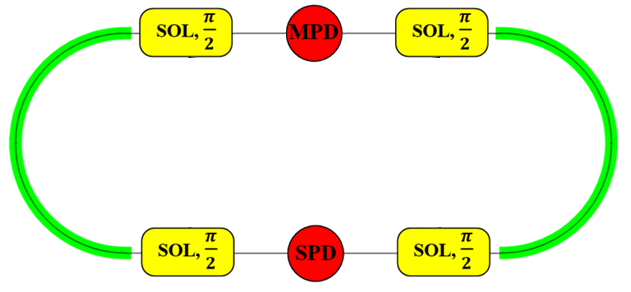 SOL, π/2 MPD SOL, π/2
SOL, π/2 SPD SOL, π/2